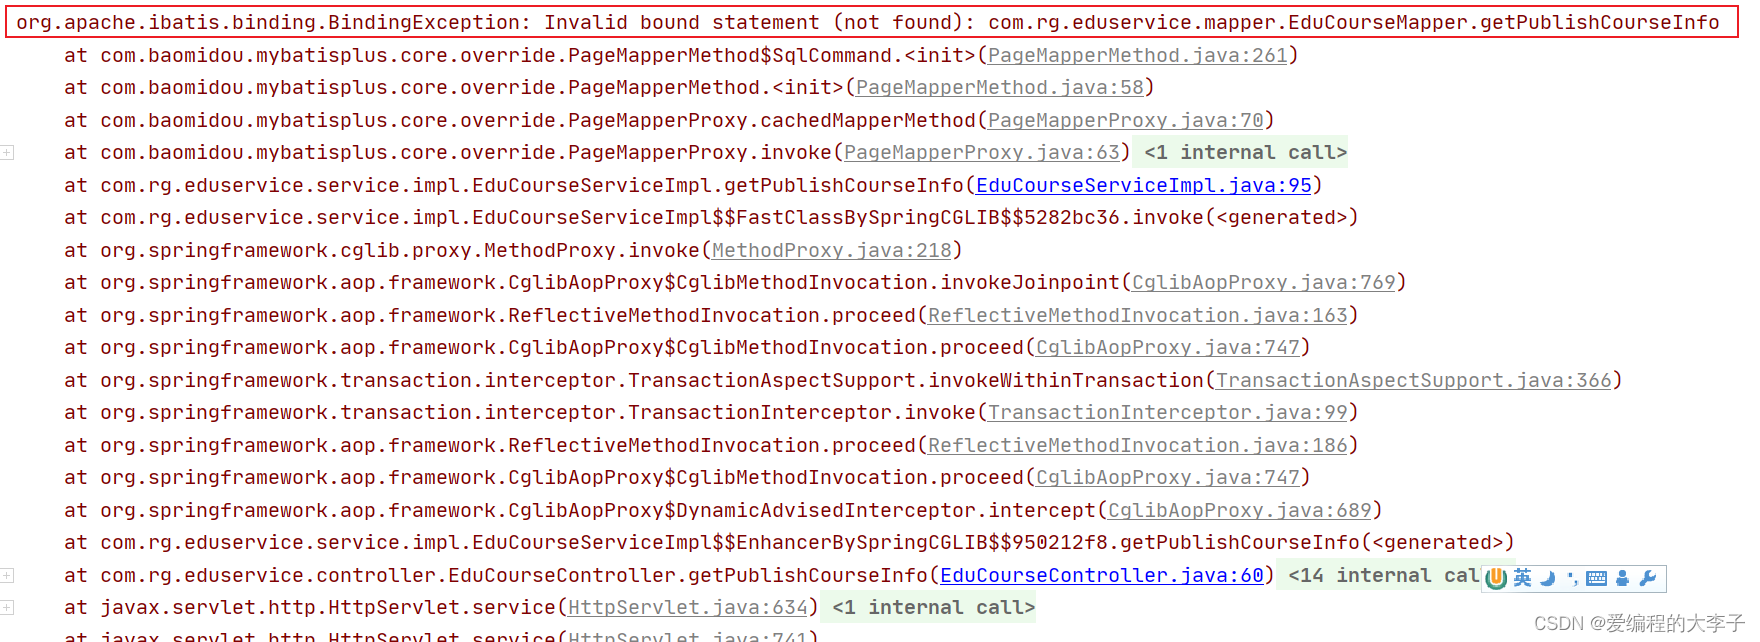 org.apache.ibatis.binding.BindingException: Invalid bound statement (not found): com.rg.eduservice.mapper.EduCourseMapper.getPublishCourseInfo
at com.baomidou.mybatisplus.core.override.PageMapperMethod$SqlCommand.<init>(PageMapperMethod.java:261)
at com.baomidou.mybatisplus.core.override.PageMapperMethod.<init>(PageMapperMethod.java:58)
at com.baomidou.mybatisplus.core.override.PageMapperProxy.cachedMapperMethod(PageMapperProxy.java:70)
at com.baomidou.mybatisplus.core.override.PageMapperProxy.invoke(PageMapperProxy.java:63) <1 internal call>
at com.rg.eduservice.service.impl.EduCourseServiceImpl.getPublishCourseInfo(EduCourseServiceImpl.java:95)
at com.rg.eduservice.service.impl.EduCourseServiceImpl$$FastClassBySpringCGLIB$$5282bc36.invoke(<generated>)
at org.springframework.cglib.proxy.MethodProxy.invoke(MethodProxy.java:218)
at org.springframework.aop.framework.CglibAopProxy$CglibMethodInvocation.invokeJoinpoint(CglibAopProxy.java:769)
at org.springframework.aop.framework.ReflectiveMethodInvocation.proceed(ReflectiveMethodInvocation.java:163)
at org.springframework.aop.framework.CglibAopProxy$CglibMethodInvocation.proceed(CglibAopProxy.java:747)
at org.springframework.transaction.interceptor.TransactionAspectSupport.invokeWithinTransaction(TransactionAspectSupport.java:366)
at org.springframework.transaction.interceptor.TransactionInterceptor.invoke(TransactionInterceptor.java:99)
at org.springframework.aop.framework.ReflectiveMethodInvocation.proceed(ReflectiveMethodInvocation.java:186)
at org.springframework.aop.framework.CglibAopProxy$CglibMethodInvocation.proceed(CglibAopProxy.java:747)
at org.springframework.aop.framework.CglibAopProxy$DynamicAdvisedInterceptor.intercept(CglibAopProxy.java:689)
at com.rg.eduservice.service.impl.EduCourseServiceImpl$$EnhancerBySpringCGLIB$$950212f8.getPublishCourseInfo(<generated>)
at com.rg.eduservice.controller.EduCourseController.getPublishCourseInfo(EduCourseController.java:60) <14 internal cal 英
at javax.servlet.http.HttpServlet.service(HttpServlet.java:634) <1 internal call>
at javax.servlet.http.HttpServlet.service(HttpServlet.java:741)
CSDN @爱编程的大李子